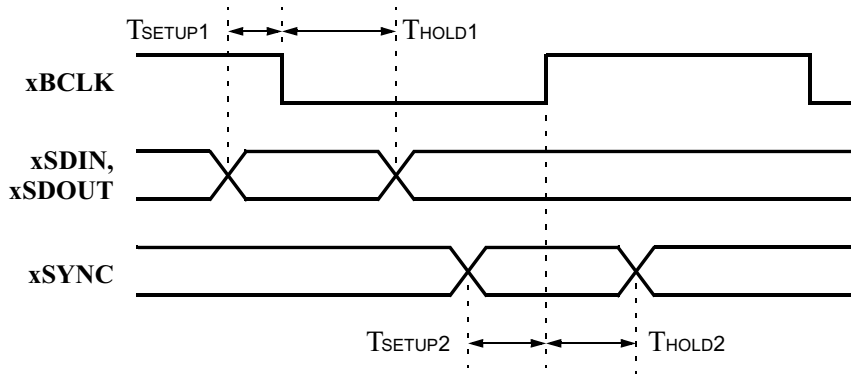 TSETUP1 THOLD1
xBCLK
xSDIN,
xSDOUT
xSYNC
TSETUP2 THOLD2